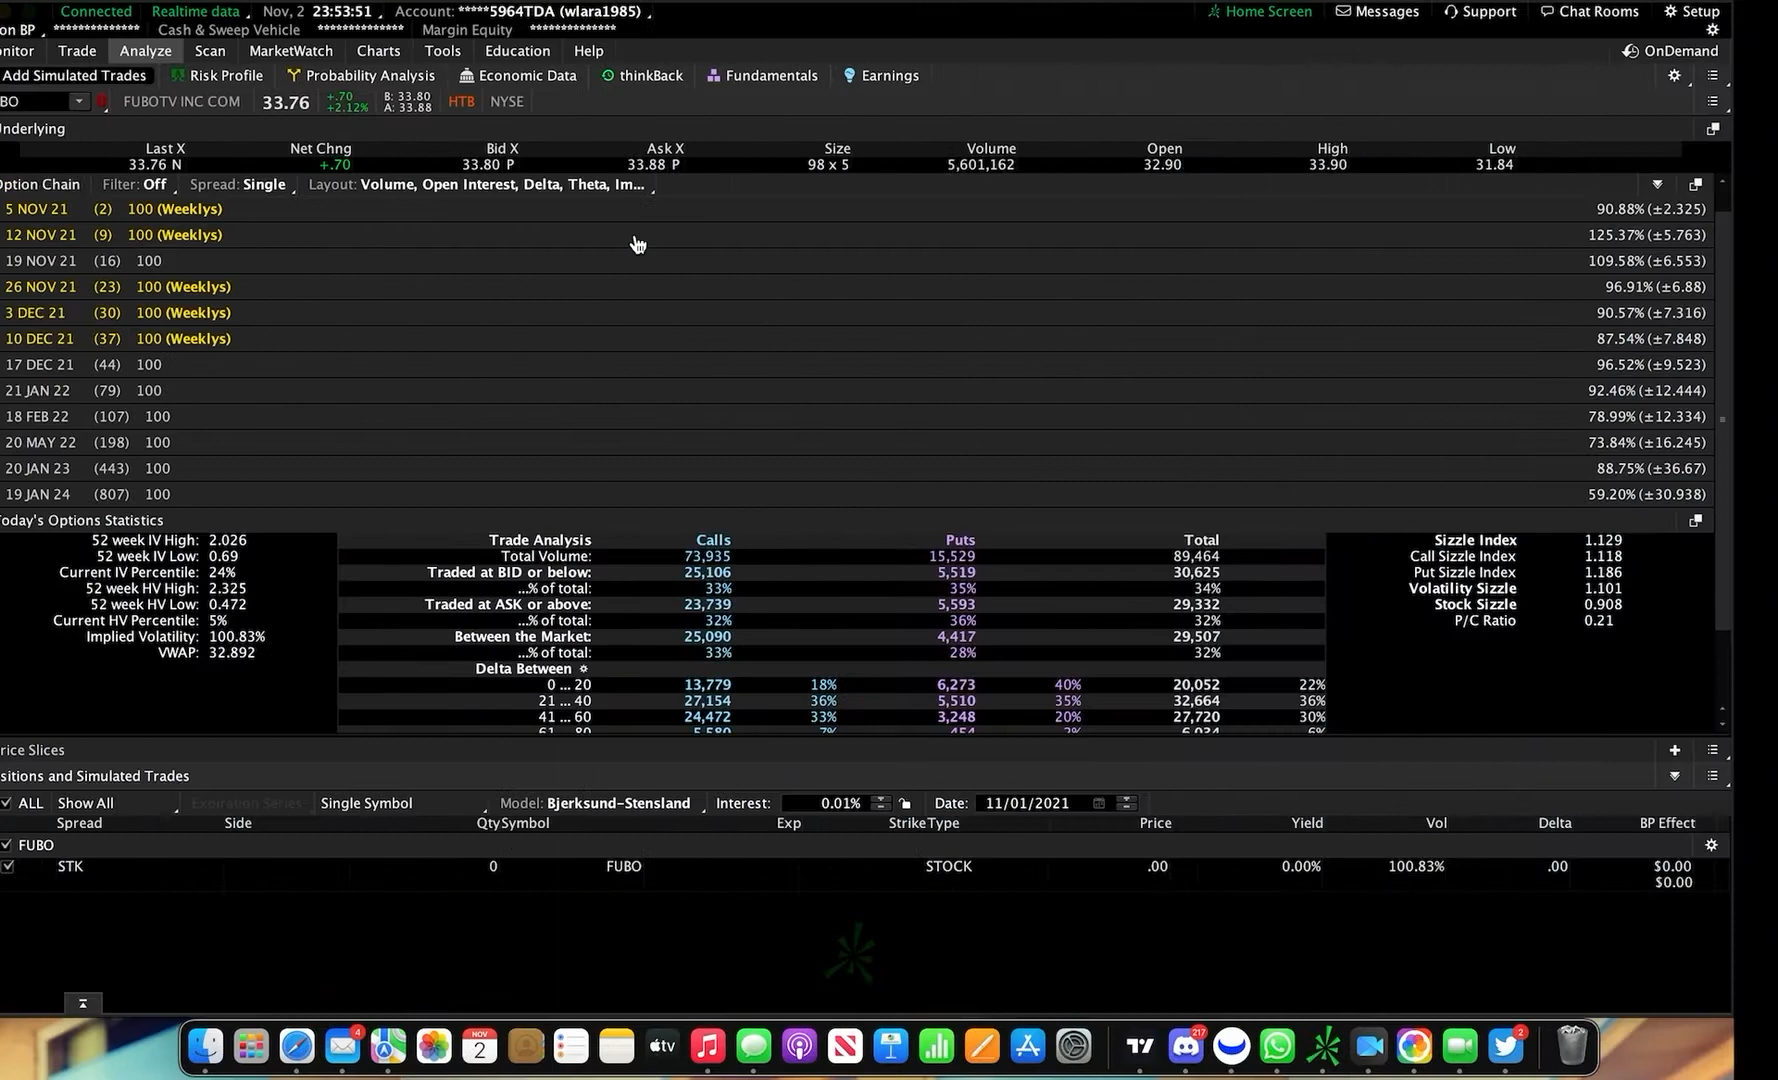 Connected Realtime data Nov, 2 23:53:51 Account: *****5964TDA (wlara1985) Home Screen Messages Support Chat Rooms Setup
on BP ************** Cash & Sweep Vehicle ************** Margin Equity **************
onitor Trade Analyze Scan MarketWatch Charts Tools Education Help OnDemand
Add Simulated Trades Risk Profile Probability Analysis Economic Data thinkBack Fundamentals Earnings
BO FUBOTV INC COM 33.76 +.70 +2.12% B: 33.80 A: 33.88 HTB NYSE
Underlying
Last X Net Chng Bid X Ask X Size Volume Open High Low
33.76 N +.70 33.80 P 33.88 P 98 x 5 5,601,162 32.90 33.90 31.84
Option Chain Filter: Off Spread: Single Layout: Volume, Open Interest, Delta, Theta, Im...
5 NOV 21 (2) 100 (Weeklys) 90.88% (±2.325)
12 NOV 21 (9) 100 (Weeklys) 125.37% (±5.763)
19 NOV 21 (16) 100 109.58% (±6.553)
26 NOV 21 (23) 100 (Weeklys) 96.91% (±6.88)
3 DEC 21 (30) 100 (Weeklys) 90.57% (±7.316)
10 DEC 21 (37) 100 (Weeklys) 87.54% (±7.848)
17 DEC 21 (44) 100 96.52% (±9.523)
21 JAN 22 (79) 100 92.46% (±12.444)
18 FEB 22 (107) 100 78.99% (±12.334)
20 MAY 22 (198) 100 73.84% (±16.245)
20 JAN 23 (443) 100 88.75% (±36.67)
19 JAN 24 (807) 100 59.20% (±30.938)
Today's Options Statistics
52 week IV High: 2.026 Trade Analysis Calls Puts Total Sizzle Index 1.129
52 week IV Low: 0.69 Total Volume: 73,935 15,529 89,464 Call Sizzle Index 1.118
Current IV Percentile: 24% Traded at BID or below: 25,106 5,519 30,625 Put Sizzle Index 1.186
52 week HV High: 2.325 ...% of total: 33% 35% 34% Volatility Sizzle 1.101
52 week HV Low: 0.472 Traded at ASK or above: 23,739 5,593 29,332 Stock Sizzle 0.908
Current HV Percentile: 5% ...% of total: 32% 36% 32% P/C Ratio 0.21
Implied Volatility: 100.83% Between the Market: 25,090 4,417 29,507
VWAP: 32.892 ...% of total: 33% 28% 32%
Delta Between
0 ... 20 13,779 18% 6,273 40% 20,052 22%
21 ... 40 27,154 36% 5,510 35% 32,664 36%
41 ... 60 24,472 33% 3,248 20% 27,720 30%
61 ... 80 5,580 7% 454 2% 6,034 6%
rice Slices
sitions and Simulated Trades
ALL Show All Expiration Series Single Symbol Model: Bjerksund-Stensland Interest: 0.01% Date: 11/01/2021
Spread Side Qty Symbol Exp Strike Type Price Yield Vol Delta BP Effect
FUBO
STK 0 FUBO STOCK .00 0.00% 100.83% .00 $0.00
$0.00
4 NOV 2 tv 217 2